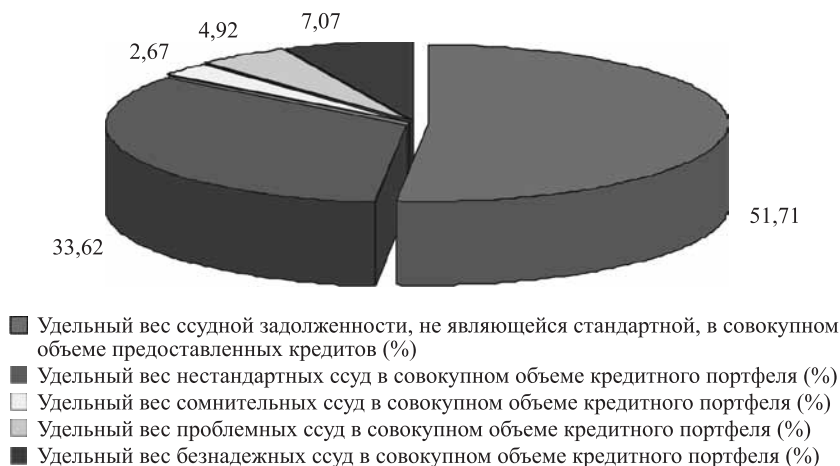 7,07
4,92
2,67
51,71
33,62
Удельный вес ссудной задолженности, не являющейся стандартной, в совокупном
объеме предоставленных кредитов (%)
Удельный вес нестандартных ссуд в совокупном объеме кредитного портфеля (%)
Удельный вес сомнительных ссуд в совокупном объеме кредитного портфеля (%)
Удельный вес проблемных ссуд в совокупном объеме кредитного портфеля (%)
Удельный вес безнадежных ссуд в совокупном объеме кредитного портфеля (%)